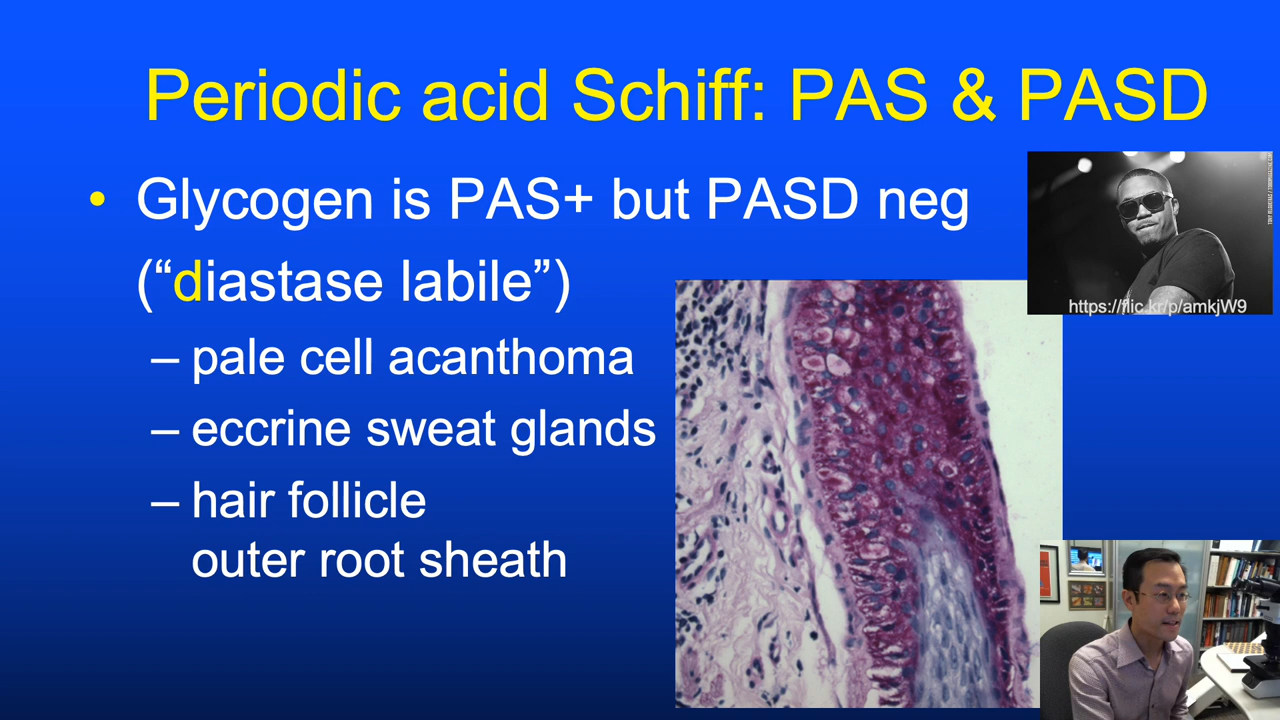 Periodic acid Schiff: PAS & PASD
• Glycogen is PAS+ but PASD neg
(“diastase labile”)
– pale cell acanthoma
– eccrine sweat glands
– hair follicle
outer root sheath
https://flic.kr/p/amkjW9